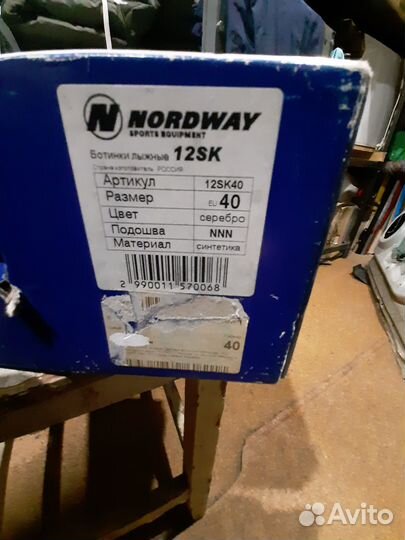 N NORDWAY
SPORTS EQUIPMENT
Ботинки лыжные 12SK
Страна изготовитель РОССИЯ
Артикул 12SK40
Размер EU 40
Цвет серебро
Подошва NNN
Материал синтетика
2 990011 570068
40
Avito